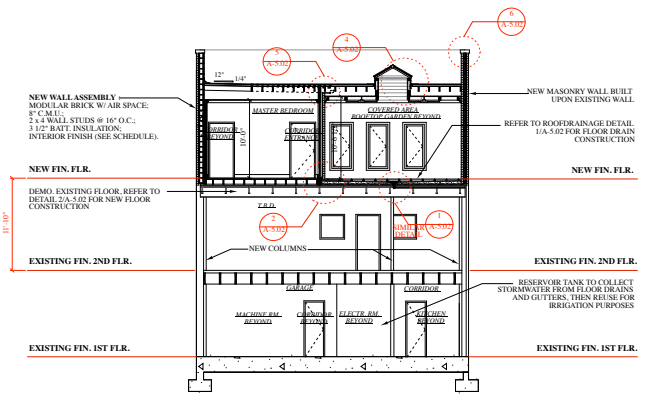 6
A-5.02
4
A-5.02
5
A-5.02
12"
1/4"
NEW WALL ASSEMBLY
MODULAR BRICK W/ AIR SPACE;
8" C.M.U.;
2 x 4 WALL STUDS @ 16" O.C.;
3 1/2" BATT. INSULATION;
INTERIOR FINISH (SEE SCHEDULE).
NEW MASONRY WALL BUILT
UPON EXISTING WALL
MASTER BEDROOM
COVERED AREA
ROOFTOP GARDEN BEYOND
CORRIDOR
BEYOND
CORRIDOR
ENTRANCE
10'-0"
REFER TO ROOFDRAINAGE DETAIL
1/A-5.02 FOR FLOOR DRAIN
CONSTRUCTION
NEW FIN. FLR.
NEW FIN. FLR.
DEMO. EXISTING FLOOR, REFER TO
DETAIL 2/A-5.02 FOR NEW FLOOR
CONSTRUCTION
11'-10"
T.B.D.
2
A-5.02
SIMILAR
DETAIL
1
A-5.02
NEW COLUMNS
EXISTING FIN. 2ND FLR.
EXISTING FIN. 2ND FLR.
GARAGE
CORRIDOR
RESERVOIR TANK TO COLLECT
STORMWATER FROM FLOOR DRAINS
AND GUTTERS, THEN REUSE FOR
IRRIGATION PURPOSES
MACHINE RM.
BEYOND
CORRIDOR
BEYOND
ELECTR. RM.
BEYOND
KITCHEN
BEYOND
EXISTING FIN. 1ST FLR.
EXISTING FIN. 1ST FLR.